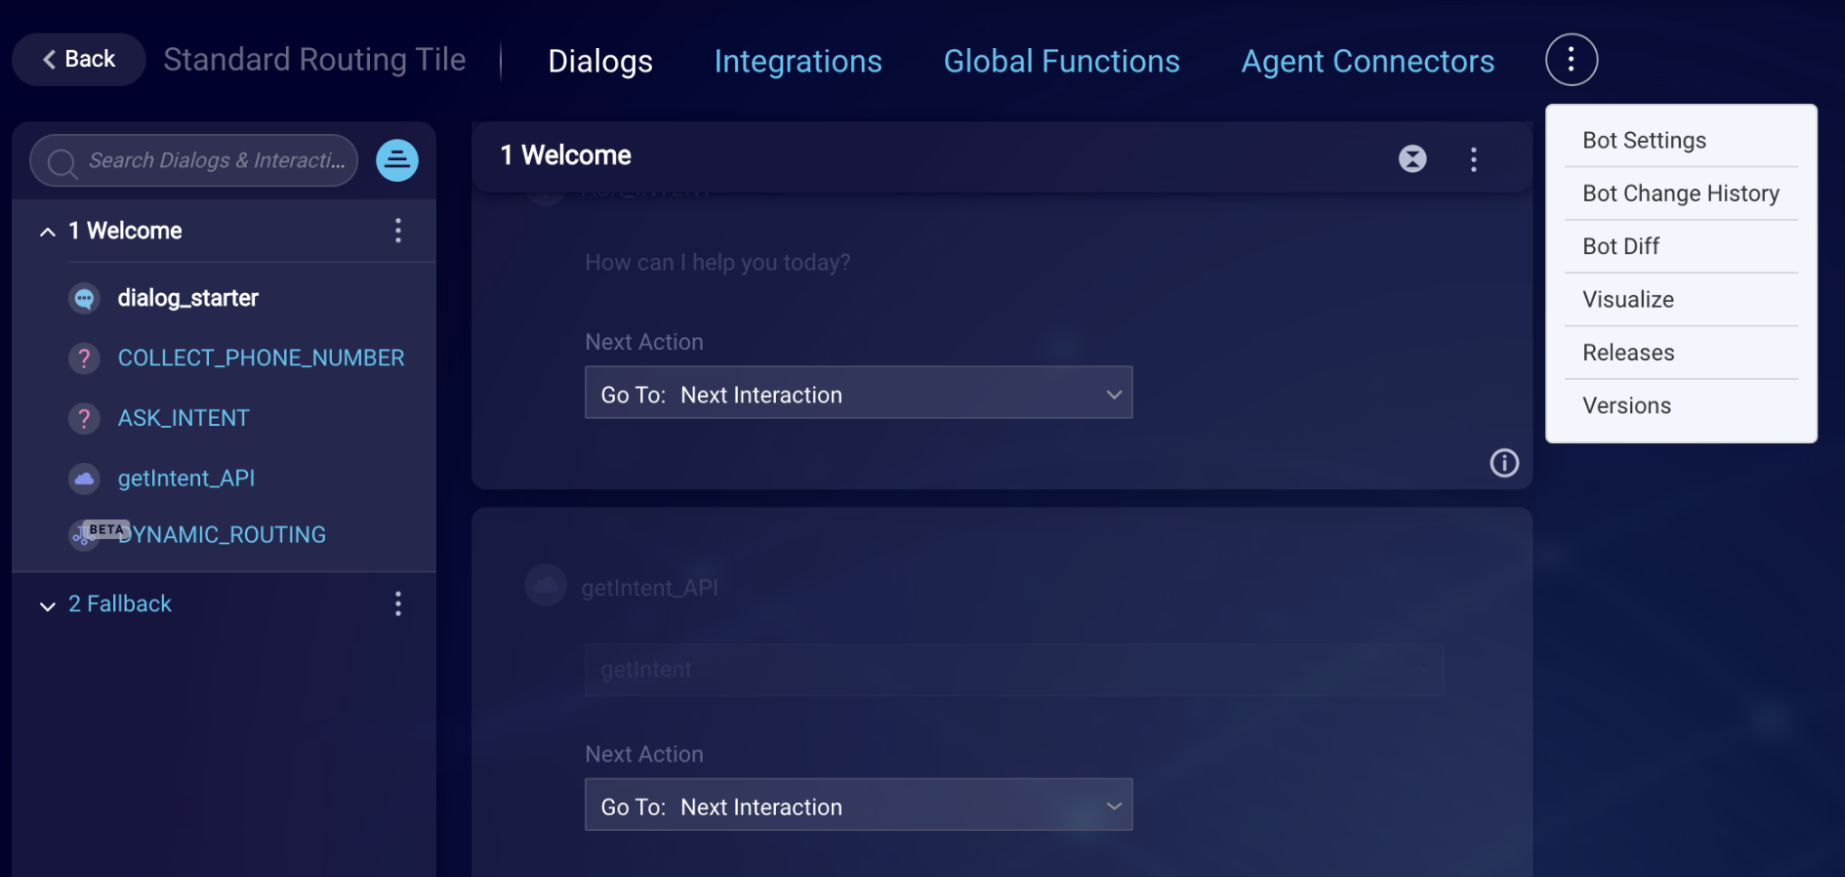 Back
Standard Routing Tile
Dialogs
Integrations
Global Functions
Agent Connectors
Search Dialogs & Interacti...
1 Welcome
dialog_starter
COLLECT_PHONE_NUMBER
ASK_INTENT
getIntent_API
BETA
DYNAMIC_ROUTING
2 Fallback
1 Welcome
ASK_INTENT
How can I help you today?
Next Action
Go To: Next Interaction
getIntent_API
getIntent
Next Action
Go To: Next Interaction
Bot Settings
Bot Change History
Bot Diff
Visualize
Releases
Versions